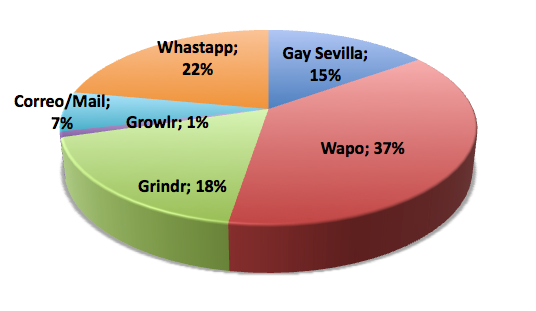 Whastapp;
22%
Gay Sevilla;
15%
Correo/Mail;
7%
Growlr; 1%
Wapo; 37%
Grindr; 18%